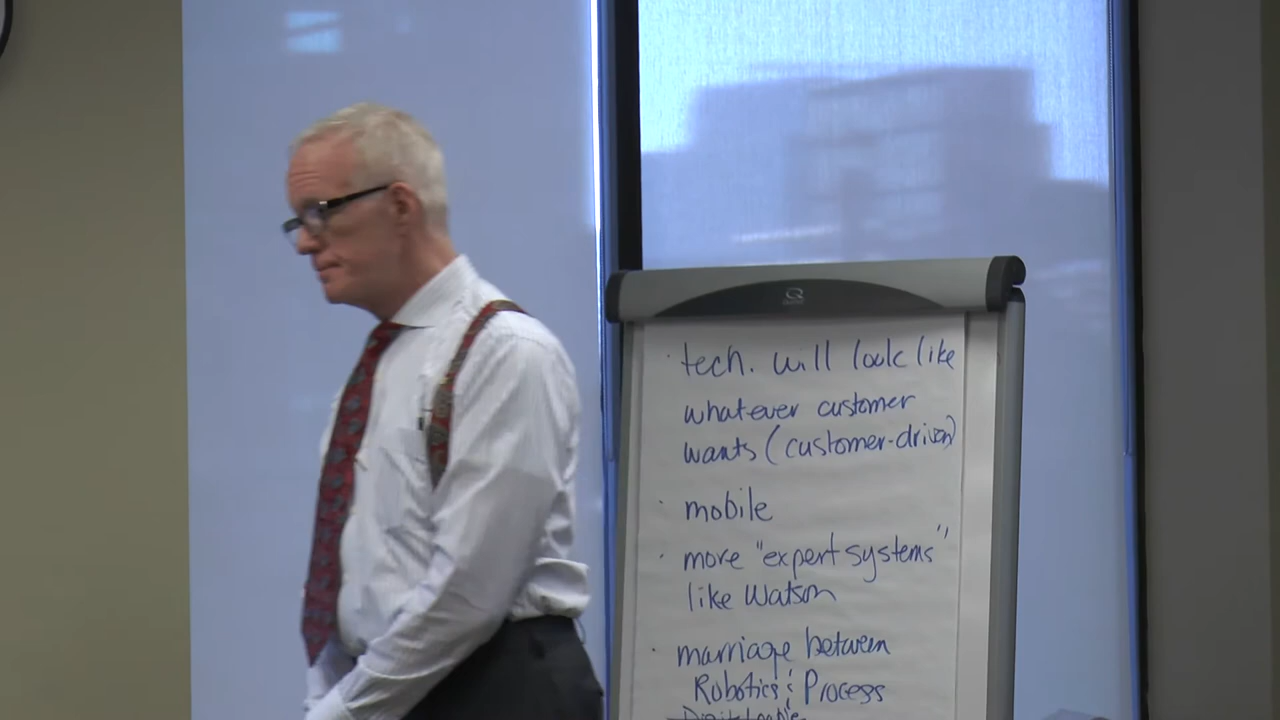 · tech. will look like
whatever customer
wants (customer-driven)
· mobile
· more "expert systems"
like Watson
· marriage between
Robotics & Process